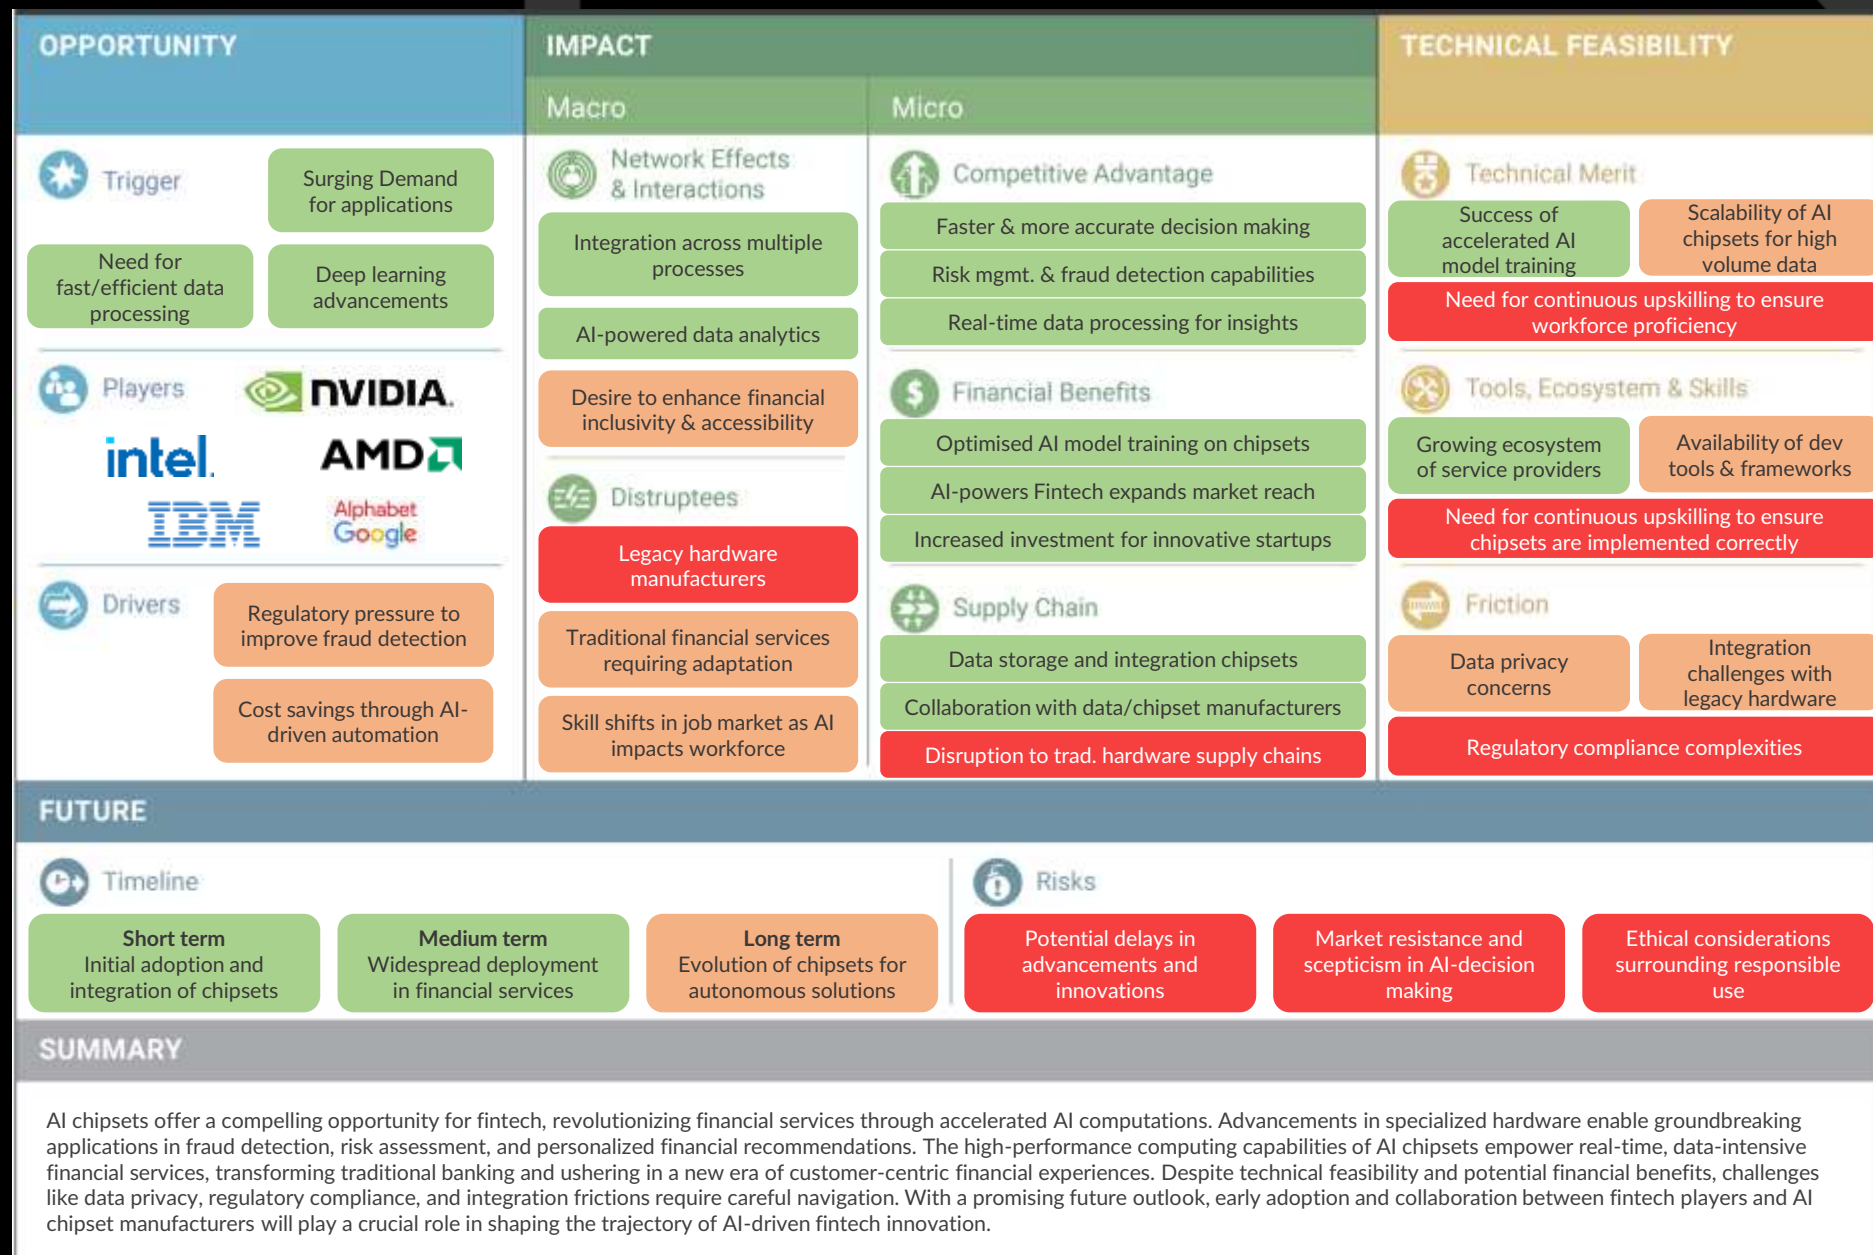 OPPORTUNITY
Trigger
Surging Demand
for applications
Need for
fast/efficient data
processing
Deep learning
advancements
Players
NVIDIA.
intel.
AMD
IBM
Alphabet
Google
Drivers
Regulatory pressure to
improve fraud detection
Cost savings through AI-
driven automation
IMPACT
Macro
Network Effects
& Interactions
Integration across multiple
processes
AI-powered data analytics
Desire to enhance financial
inclusivity & accessibility
Distruptees
Legacy hardware
manufacturers
Traditional financial services
requiring adaptation
Skill shifts in job market as AI
impacts workforce
Micro
Competitive Advantage
Faster & more accurate decision making
Risk mgmt. & fraud detection capabilities
Real-time data processing for insights
Financial Benefits
Optimised AI model training on chipsets
AI-powers Fintech expands market reach
Increased investment for innovative startups
Supply Chain
Data storage and integration chipsets
Collaboration with data/chipset manufacturers
Disruption to trad. hardware supply chains
TECHNICAL FEASIBILITY
Technical Merit
Success of
accelerated AI
model training
Scalability of AI
chipsets for high
volume data
Need for continuous upskilling to ensure
workforce proficiency
Tools, Ecosystem & Skills
Growing ecosystem
of service providers
Availability of dev
tools & frameworks
Need for continuous upskilling to ensure
chipsets are implemented correctly
Friction
Data privacy
concerns
Integration
challenges with
legacy hardware
Regulatory compliance complexities
FUTURE
Timeline
Short term
Initial adoption and
integration of chipsets
Medium term
Widespread deployment
in financial services
Long term
Evolution of chipsets for
autonomous solutions
Risks
Potential delays in
advancements and
innovations
Market resistance and
scepticism in AI-decision
making
Ethical considerations
surrounding responsible
use
SUMMARY
AI chipsets offer a compelling opportunity for fintech, revolutionizing financial services through accelerated AI computations. Advancements in specialized hardware enable groundbreaking
applications in fraud detection, risk assessment, and personalized financial recommendations. The high-performance computing capabilities of AI chipsets empower real-time, data-intensive
financial services, transforming traditional banking and ushering in a new era of customer-centric financial experiences. Despite technical feasibility and potential financial benefits, challenges
like data privacy, regulatory compliance, and integration frictions require careful navigation. With a promising future outlook, early adoption and collaboration between fintech players and AI
chipset manufacturers will play a crucial role in shaping the trajectory of AI-driven fintech innovation.